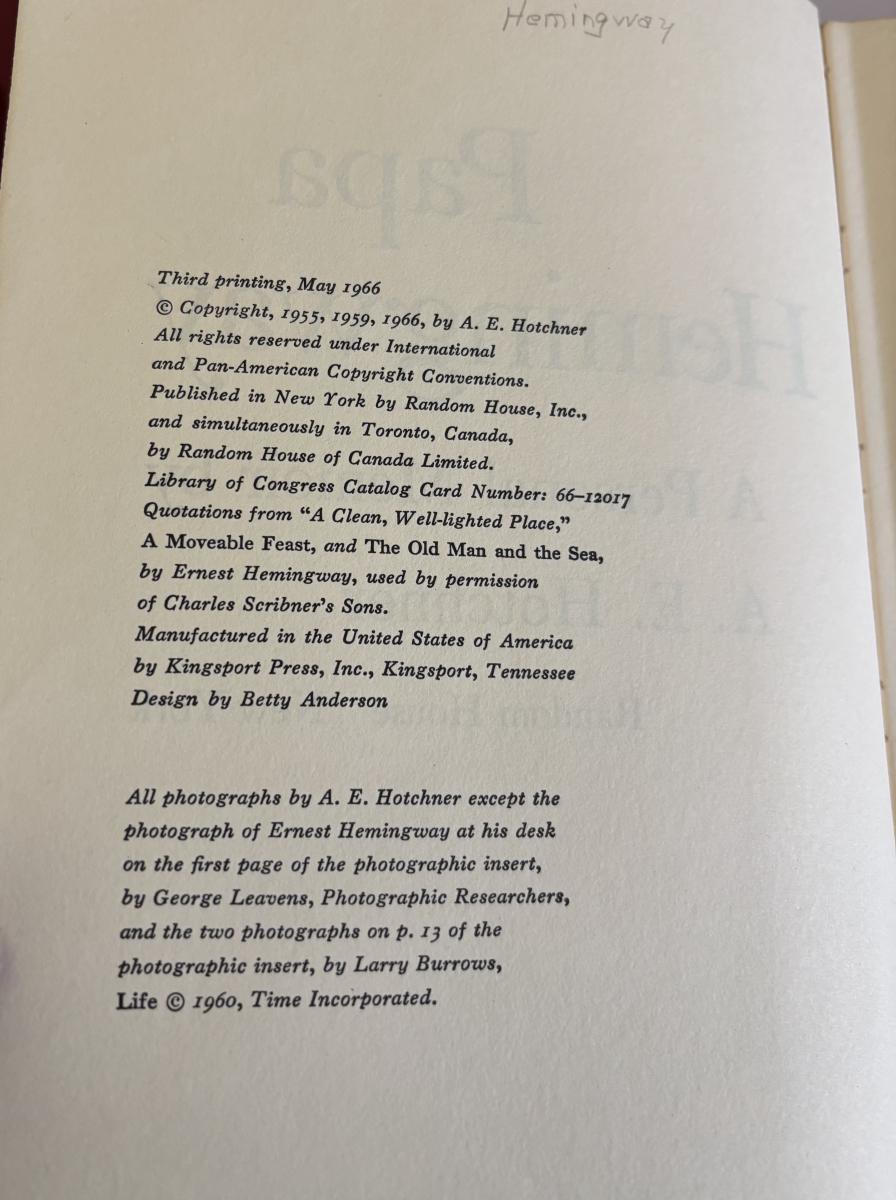 Hemingway
Third printing, May 1966
© Copyright, 1955, 1959, 1966, by A. E. Hotchner
All rights reserved under International
and Pan-American Copyright Conventions.
Published in New York by Random House, Inc.,
and simultaneously in Toronto, Canada,
by Random House of Canada Limited.
Library of Congress Catalog Card Number: 66–12017
Quotations from “A Clean, Well-lighted Place,”
A Moveable Feast, and The Old Man and the Sea,
by Ernest Hemingway, used by permission
of Charles Scribner’s Sons.
Manufactured in the United States of America
by Kingsport Press, Inc., Kingsport, Tennessee
Design by Betty Anderson
All photographs by A. E. Hotchner except the
photograph of Ernest Hemingway at his desk
on the first page of the photographic insert,
by George Leavens, Photographic Researchers,
and the two photographs on p. 13 of the
photographic insert, by Larry Burrows,
Life © 1960, Time Incorporated.